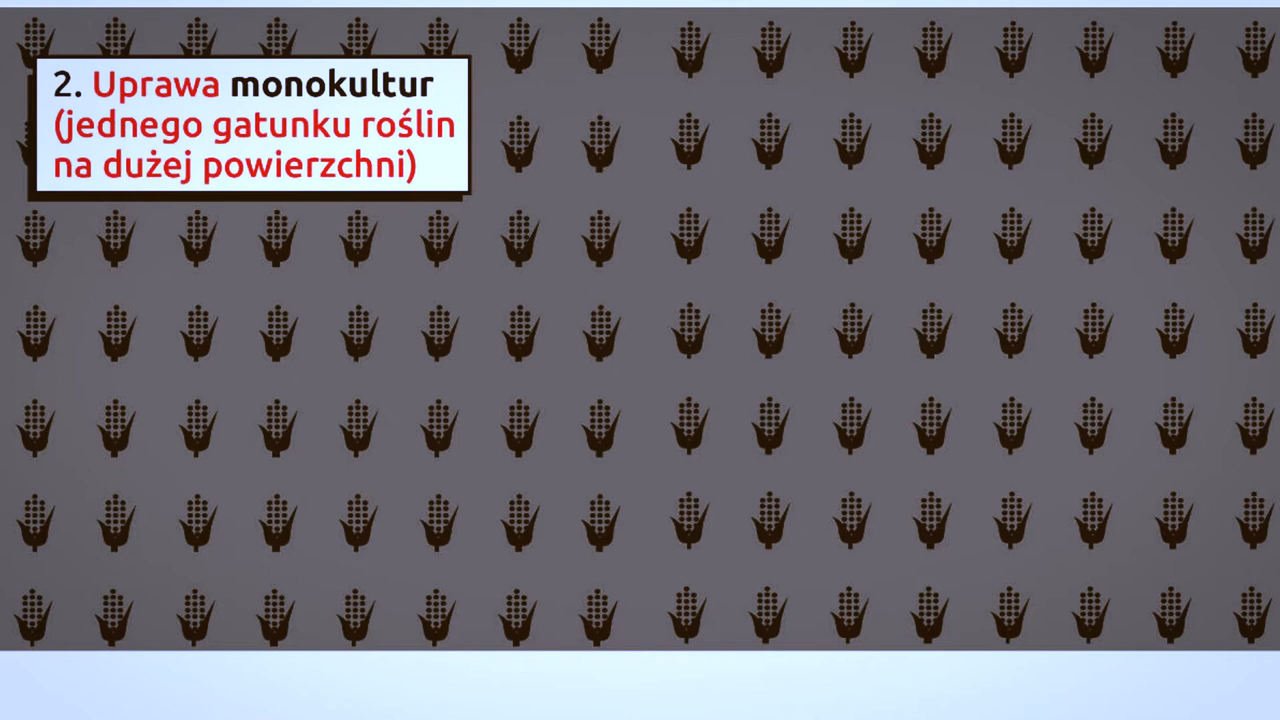 2. Uprawa monokultur
(jednego gatunku roślin
na dużej powierzchni)